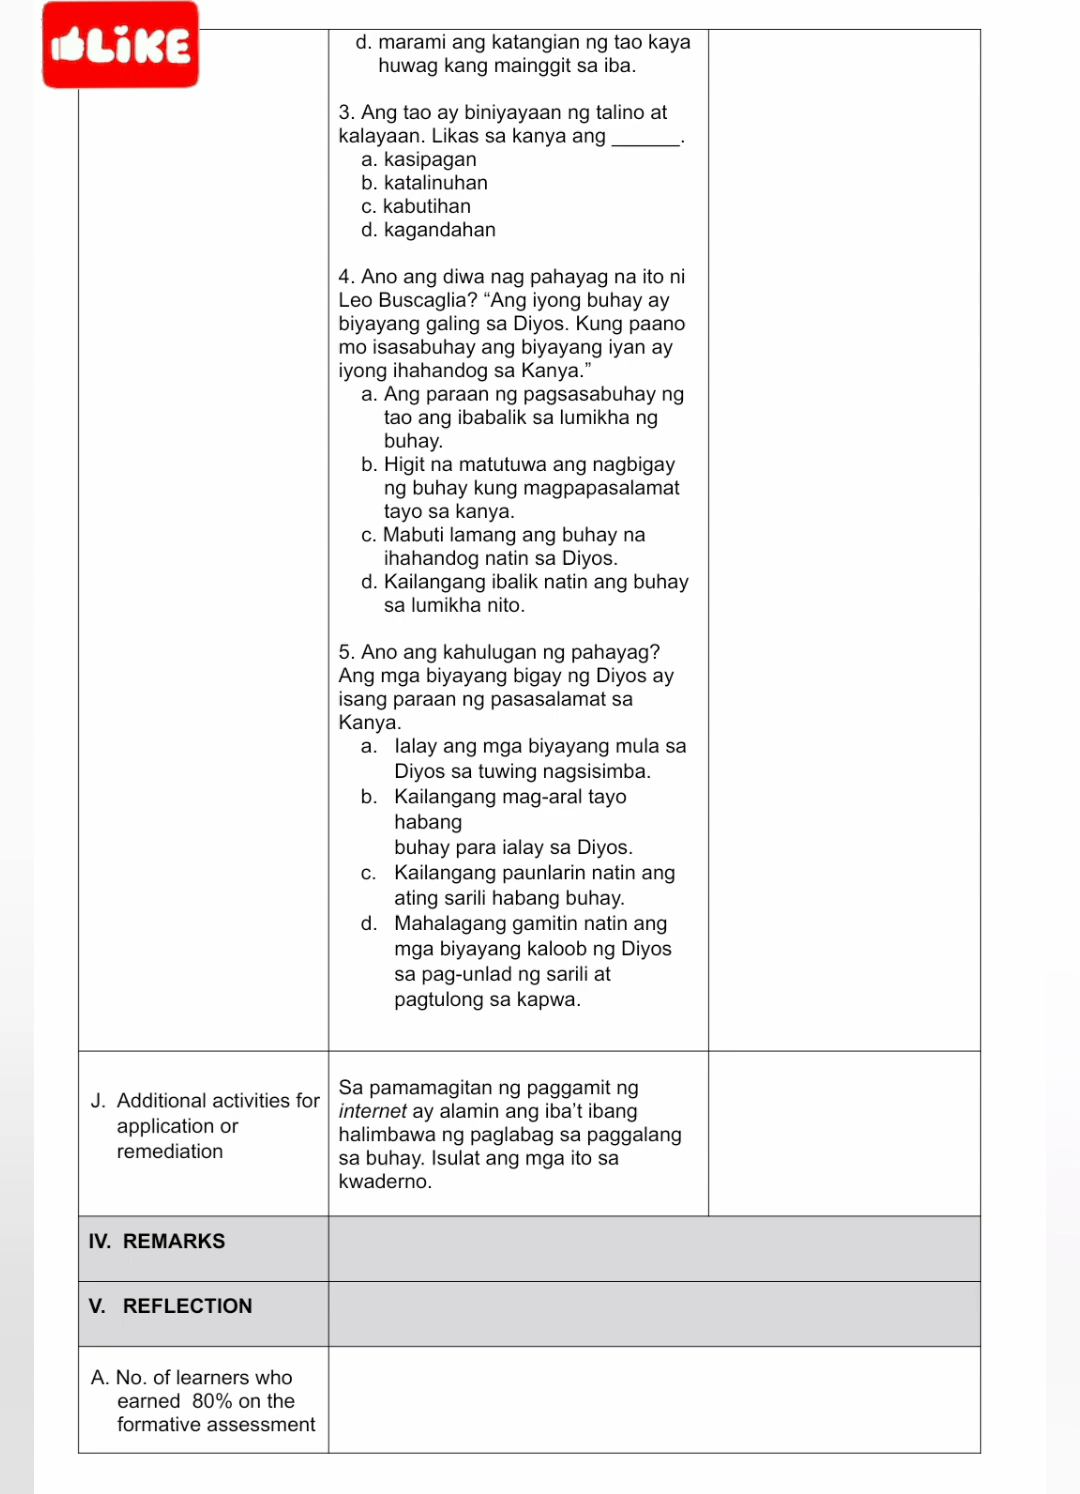 LiKE
d. marami ang katangian ng tao kaya
huwag kang mainggit sa iba.
3. Ang tao ay biniyayaan ng talino at
kalayaan. Likas sa kanya ang ______.
a. kasipagan
b. katalinuhan
c. kabutihan
d. kagandahan
4. Ano ang diwa nag pahayag na ito ni
Leo Buscaglia? “Ang iyong buhay ay
biyayang galing sa Diyos. Kung paano
mo isasabuhay ang biyayang iyan ay
iyong ihahandog sa Kanya.”
a. Ang paraan ng pagsasabuhay ng
tao ang ibabalik sa lumikha ng
buhay.
b. Higit na matutuwa ang nagbigay
ng buhay kung magpapasalamat
tayo sa kanya.
c. Mabuti lamang ang buhay na
ihahandog natin sa Diyos.
d. Kailangang ibalik natin ang buhay
sa lumikha nito.
5. Ano ang kahulugan ng pahayag?
Ang mga biyayang bigay ng Diyos ay
isang paraan ng pasasalamat sa
Kanya.
a. Ialay ang mga biyayang mula sa
Diyos sa tuwing nagsisimba.
b. Kailangang mag-aral tayo
habang
buhay para ialay sa Diyos.
c. Kailangang paunlarin natin ang
ating sarili habang buhay.
d. Mahalagang gamitin natin ang
mga biyayang kaloob ng Diyos
sa pag-unlad ng sarili at
pagtulong sa kapwa.
J. Additional activities for
application or
remediation
Sa pamamagitan ng paggamit ng
internet ay alamin ang iba’t ibang
halimbawa ng paglabag sa paggalang
sa buhay. Isulat ang mga ito sa
kwaderno.
IV. REMARKS
V. REFLECTION
A. No. of learners who
earned 80% on the
formative assessment